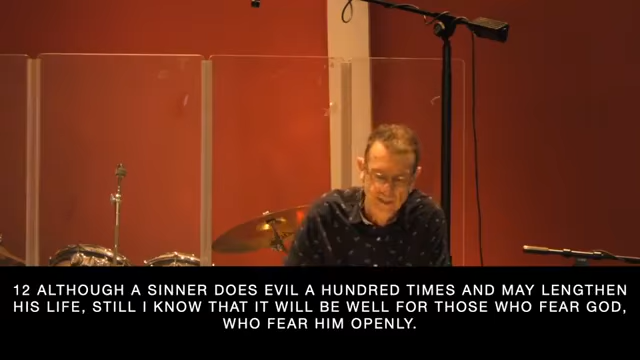 12 ALTHOUGH A SINNER DOES EVIL A HUNDRED TIMES AND MAY LENGTHEN
HIS LIFE, STILL I KNOW THAT IT WILL BE WELL FOR THOSE WHO FEAR GOD,
WHO FEAR HIM OPENLY.